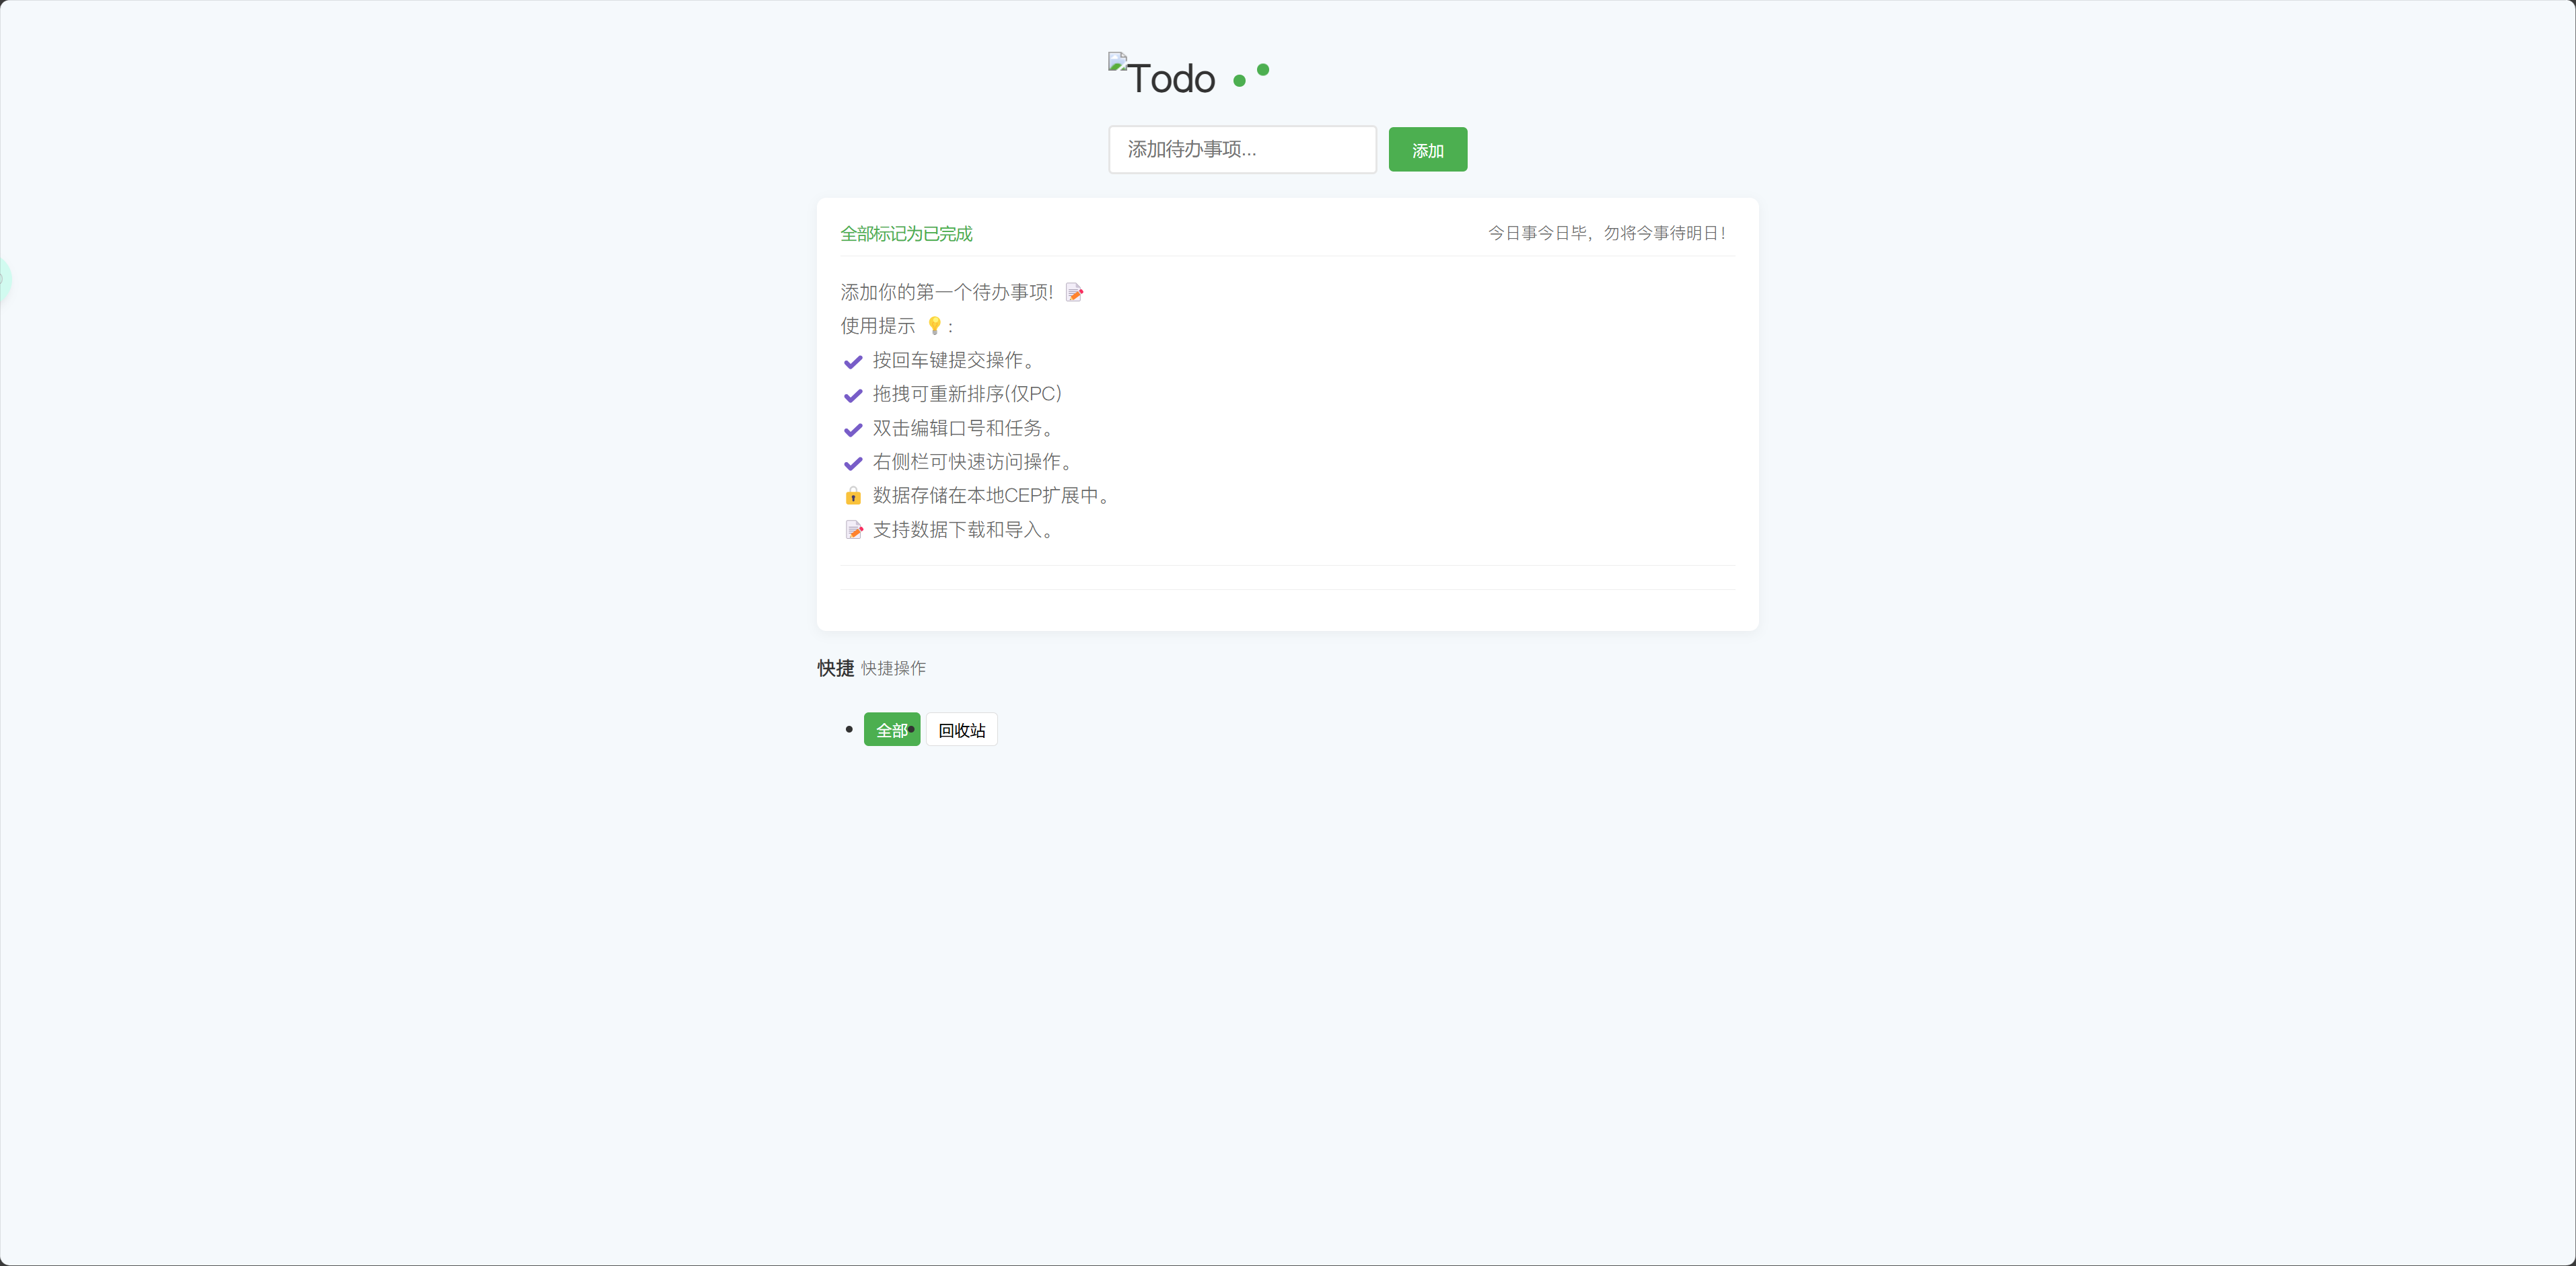 Todo
添加待办事项...
添加
全部标记为已完成
今日事今日毕，勿将今事待明日！
添加你的第一个待办事项! 📝
使用提示 💡:
✔ 按回车键提交操作。
✔ 拖拽可重新排序(仅PC)
✔ 双击编辑口号和任务。
✔ 右侧栏可快速访问操作。
🔒 数据存储在本地CEP扩展中。
📝 支持数据下载和导入。
快捷 快捷操作
全部
回收站